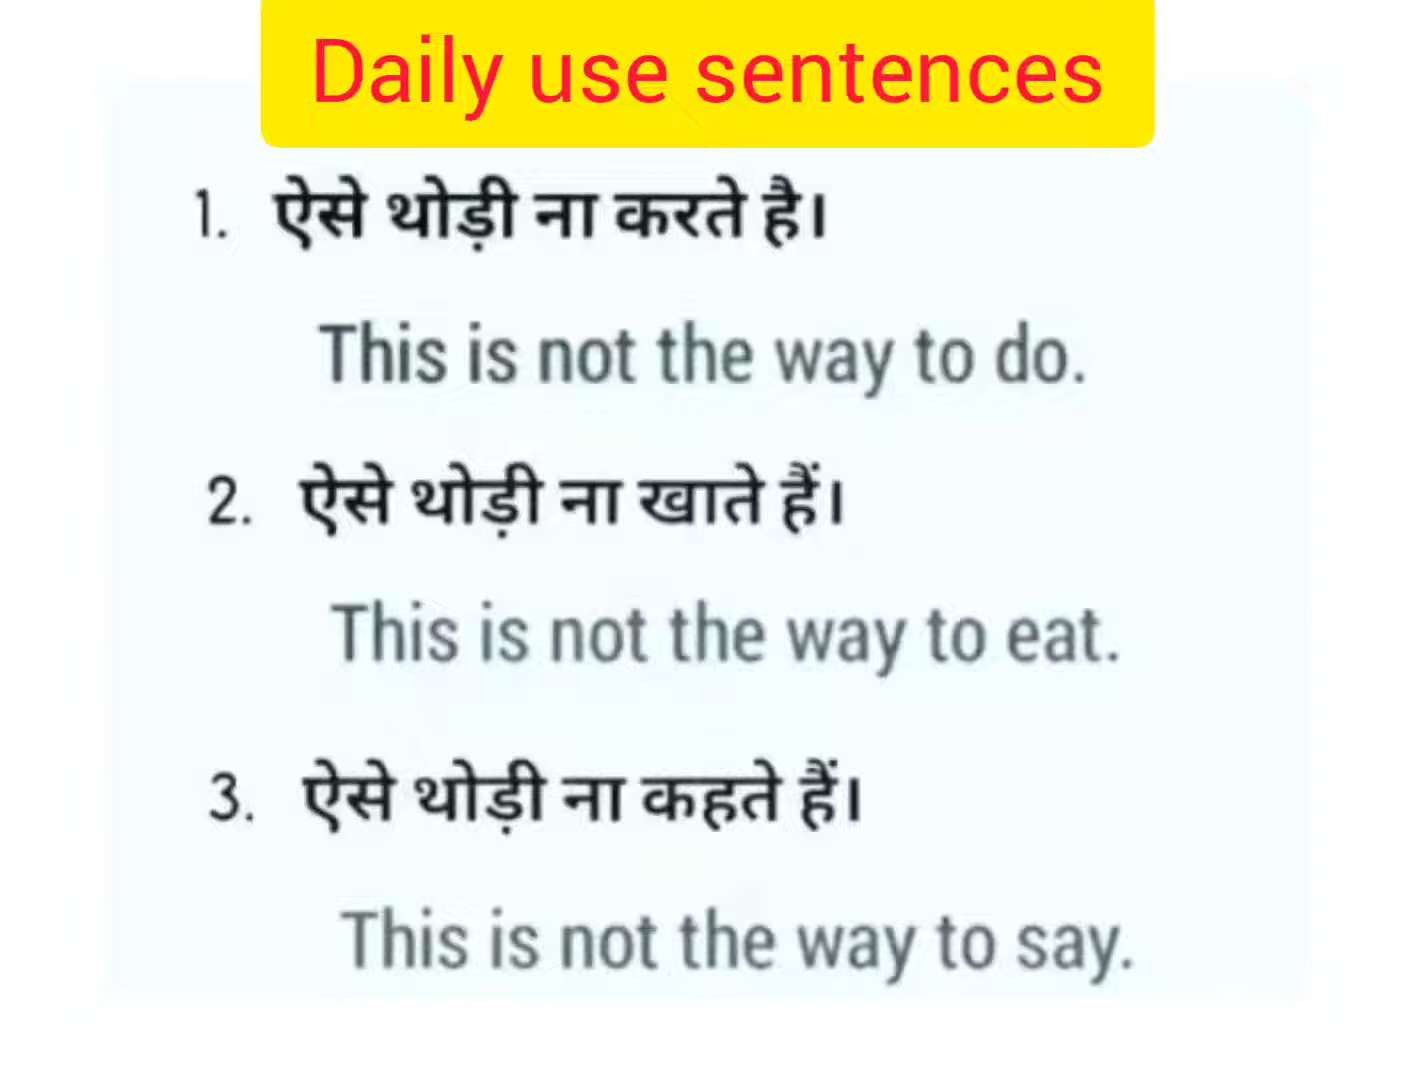 Daily use sentences
1. ऐसे थोड़ी ना करते है।
This is not the way to do.
2. ऐसे थोड़ी ना खाते हैं।
This is not the way to eat.
3. ऐसे थोड़ी ना कहते हैं।
This is not the way to say.